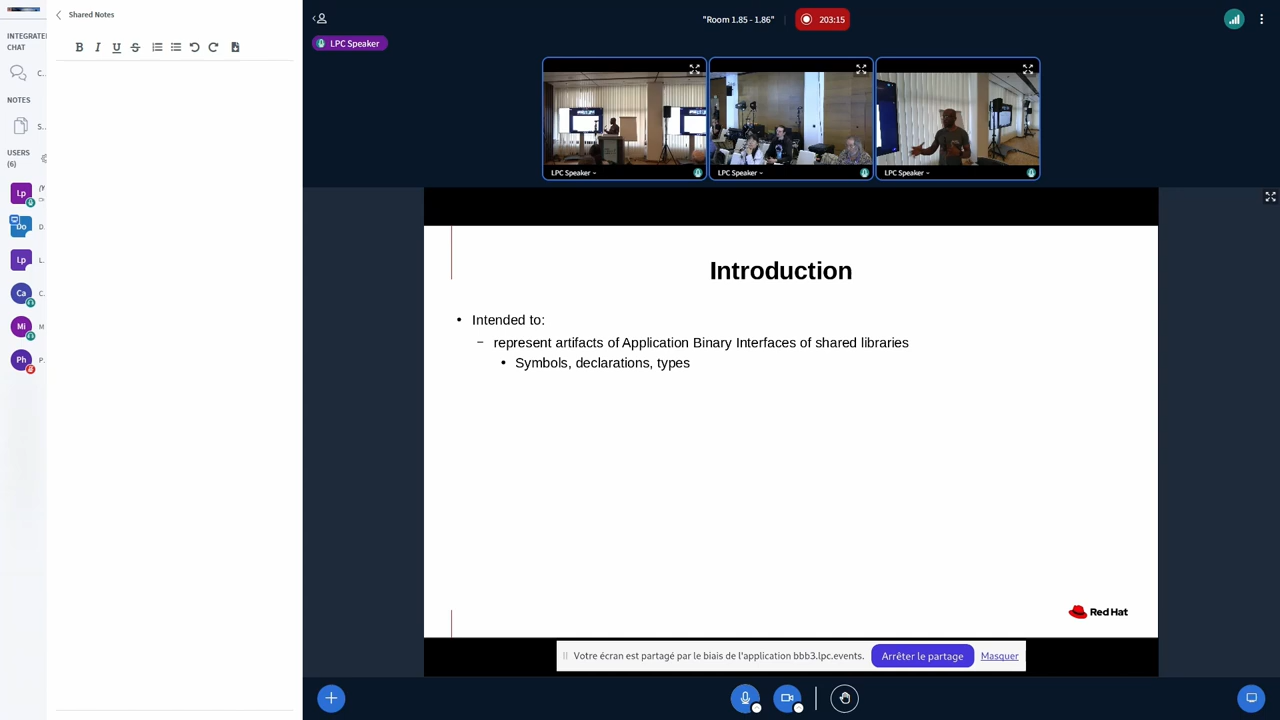 Shared Notes
INTEGRATE
CHAT
C..
NOTES
S..
USERS
(6)
Lp
Do
D.
Lp
L..
Ca
C.
Mi
M
Ph
P.
B I U S
"Room 1.85 - 1.86"
203:15
LPC Speaker
LPC Speaker
LPC Speaker
LPC Speaker
Introduction
• Intended to:
– represent artifacts of Application Binary Interfaces of shared libraries
• Symbols, declarations, types
Red Hat
Votre écran est partagé par le biais de l'application bbb3.lpc.events.
Arrêter le partage
Masquer